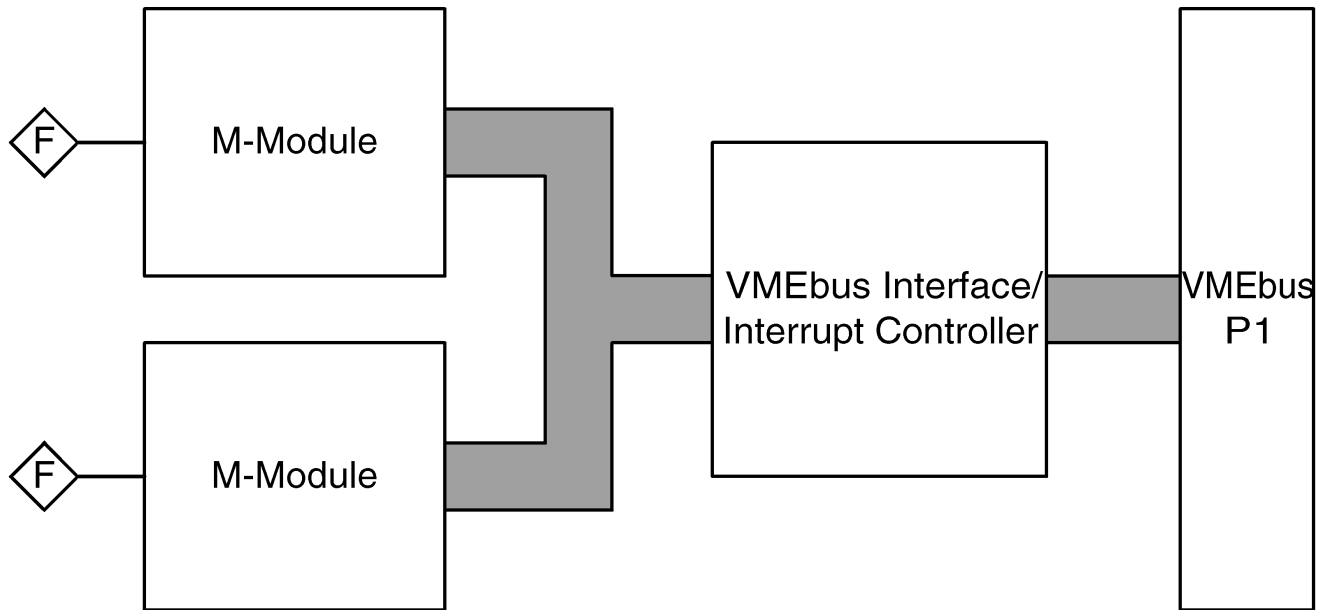 F
M-Module
VMEbus Interface/
Interrupt Controller
VMEbus
P1
F
M-Module